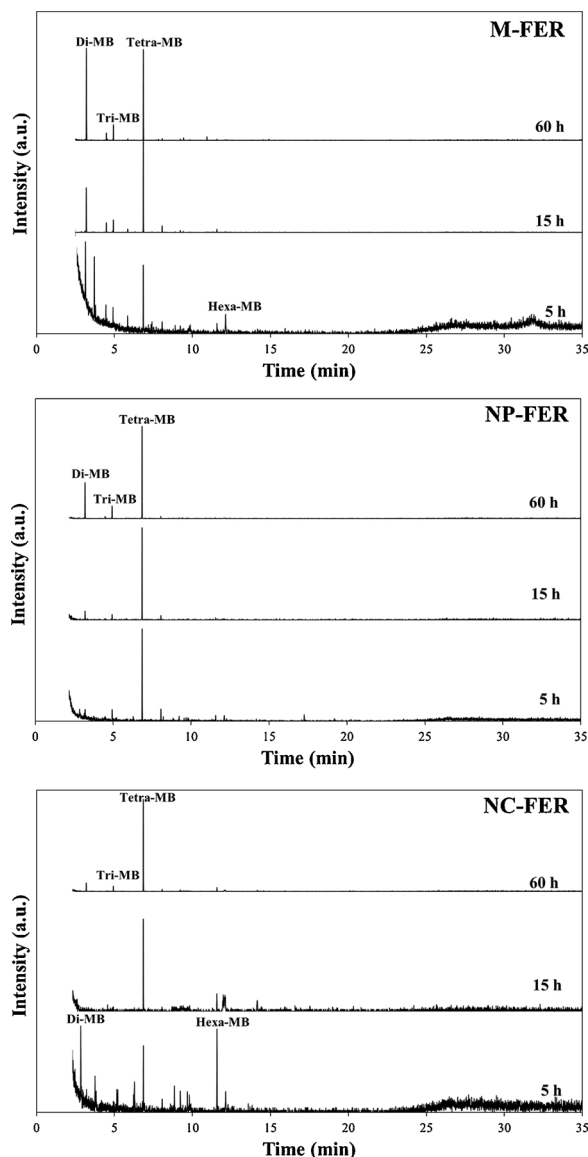 M-FER
Di-MB
Tetra-MB
Tri-MB
60 h
15 h
Hexa-MB
5 h
Intensity (a.u.)
0 5 10 15 20 25 30 35
Time (min)
NP-FER
Tetra-MB
Di-MB
Tri-MB
60 h
15 h
5 h
Intensity (a.u.)
0 5 10 15 20 25 30 35
Time (min)
NC-FER
Tetra-MB
Tri-MB
60 h
15 h
Di-MB
Hexa-MB
5 h
Intensity (a.u.)
0 5 10 15 20 25 30 35
Time (min)